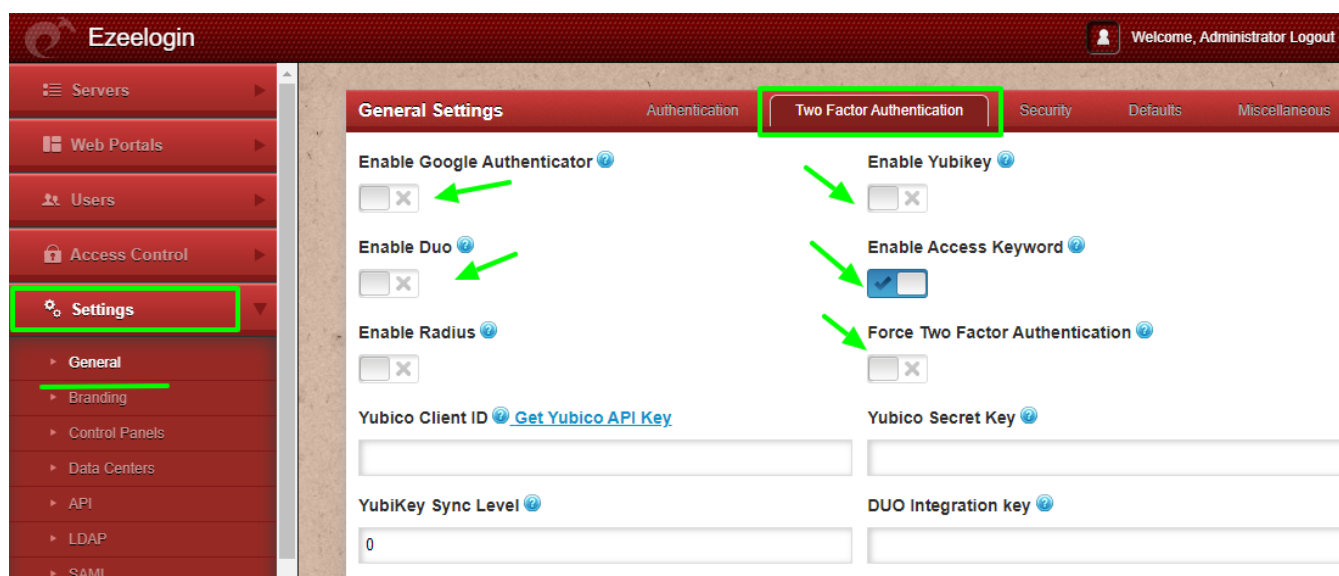 Ezeelogin
Welcome, Administrator Logout
Servers
Web Portals
Users
Access Control
Settings
General
Branding
Control Panels
Data Centers
API
LDAP
SAML
General Settings
Authentication
Two Factor Authentication
Security
Defaults
Miscellaneous
Enable Google Authenticator
Enable Yubikey
Enable Duo
Enable Access Keyword
Enable Radius
Force Two Factor Authentication
Yubico Client ID Get Yubico API Key
Yubico Secret Key
YubiKey Sync Level
DUO Integration key
0